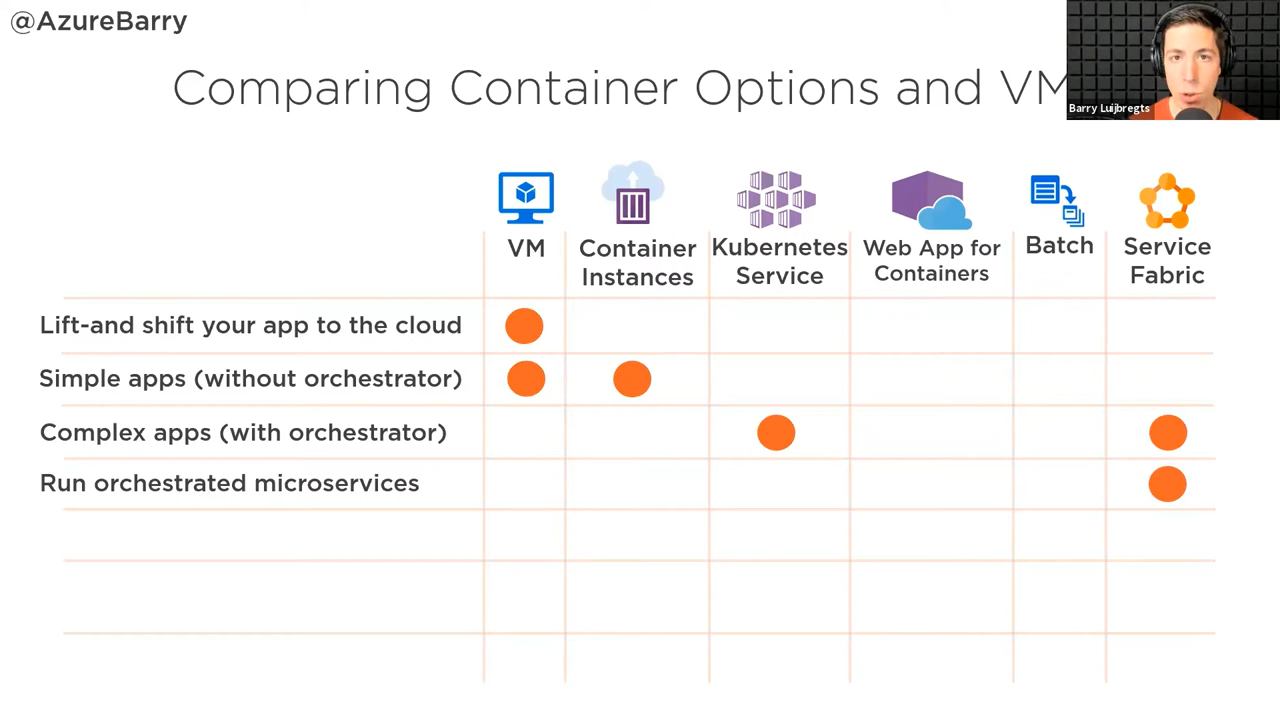 @AzureBarry
Comparing Container Options and VM
Barry Luijbregts
VM
Container
Instances
Kubernetes
Service
Web App for
Containers
Batch
Service
Fabric
Lift-and shift your app to the cloud
Simple apps (without orchestrator)
Complex apps (with orchestrator)
Run orchestrated microservices